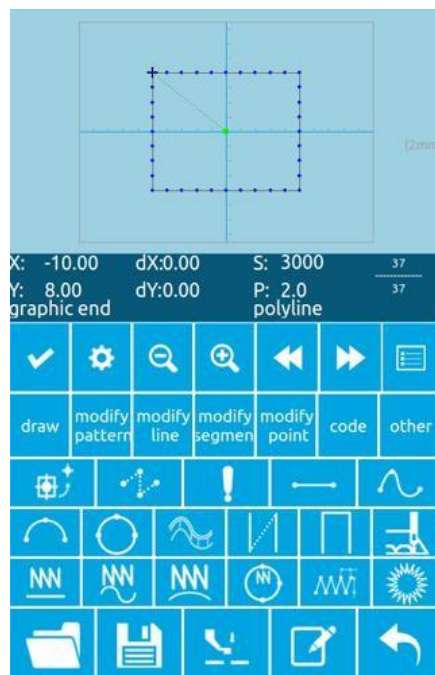 (2mm
X: -10.00 dX:0.00 S: 3000 37
Y: 8.00 dY:0.00 P: 2.0 37
graphic end polyline
draw modify pattern modify line modify segmen modify point code other